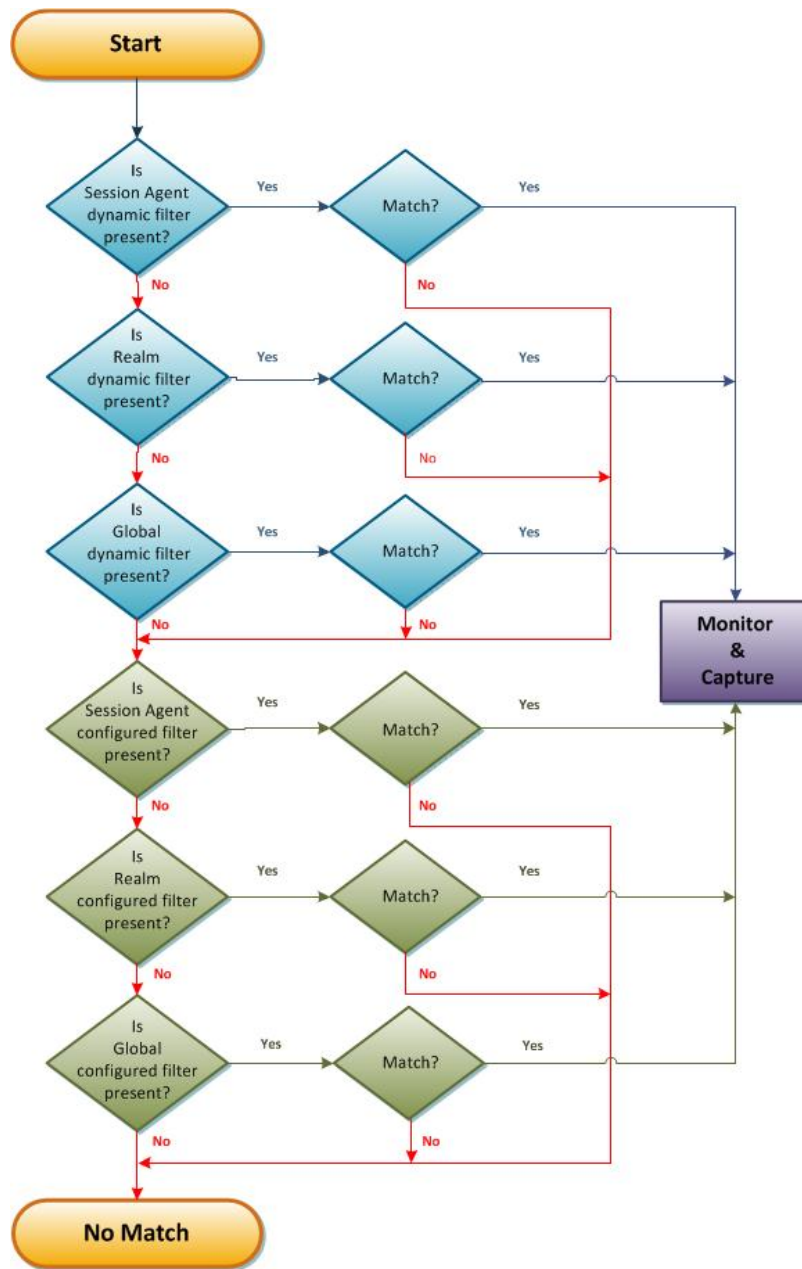 Start
Is
Session Agent
dynamic filter
present?
Yes
Match?
Yes
No
No
Is
Realm
dynamic filter
present?
Yes
Match?
Yes
No
No
Is
Global
dynamic filter
present?
Yes
Match?
Yes
No
No
Monitor
&
Capture
Is
Session Agent
configured filter
present?
Yes
Match?
Yes
No
No
Is
Realm
configured filter
present?
Yes
Match?
Yes
No
No
Is
Global
configured filter
present?
Yes
Match?
Yes
No
No
No Match